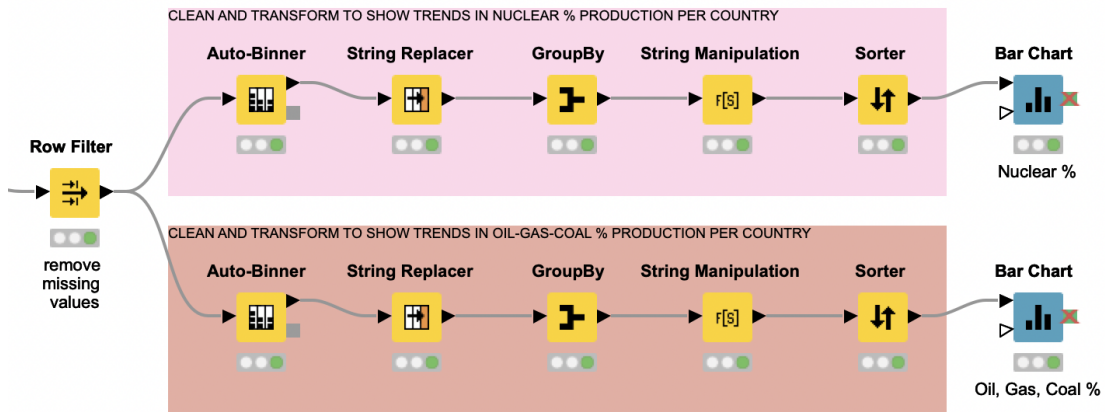 CLEAN AND TRANSFORM TO SHOW TRENDS IN NUCLEAR % PRODUCTION PER COUNTRY
Auto-Binner
String Replacer
GroupBy
String Manipulation
Sorter
Bar Chart
F[S]
Nuclear %
Row Filter
remove
missing
values
CLEAN AND TRANSFORM TO SHOW TRENDS IN OIL-GAS-COAL % PRODUCTION PER COUNTRY
Auto-Binner
String Replacer
GroupBy
String Manipulation
Sorter
Bar Chart
F[S]
Oil, Gas, Coal %